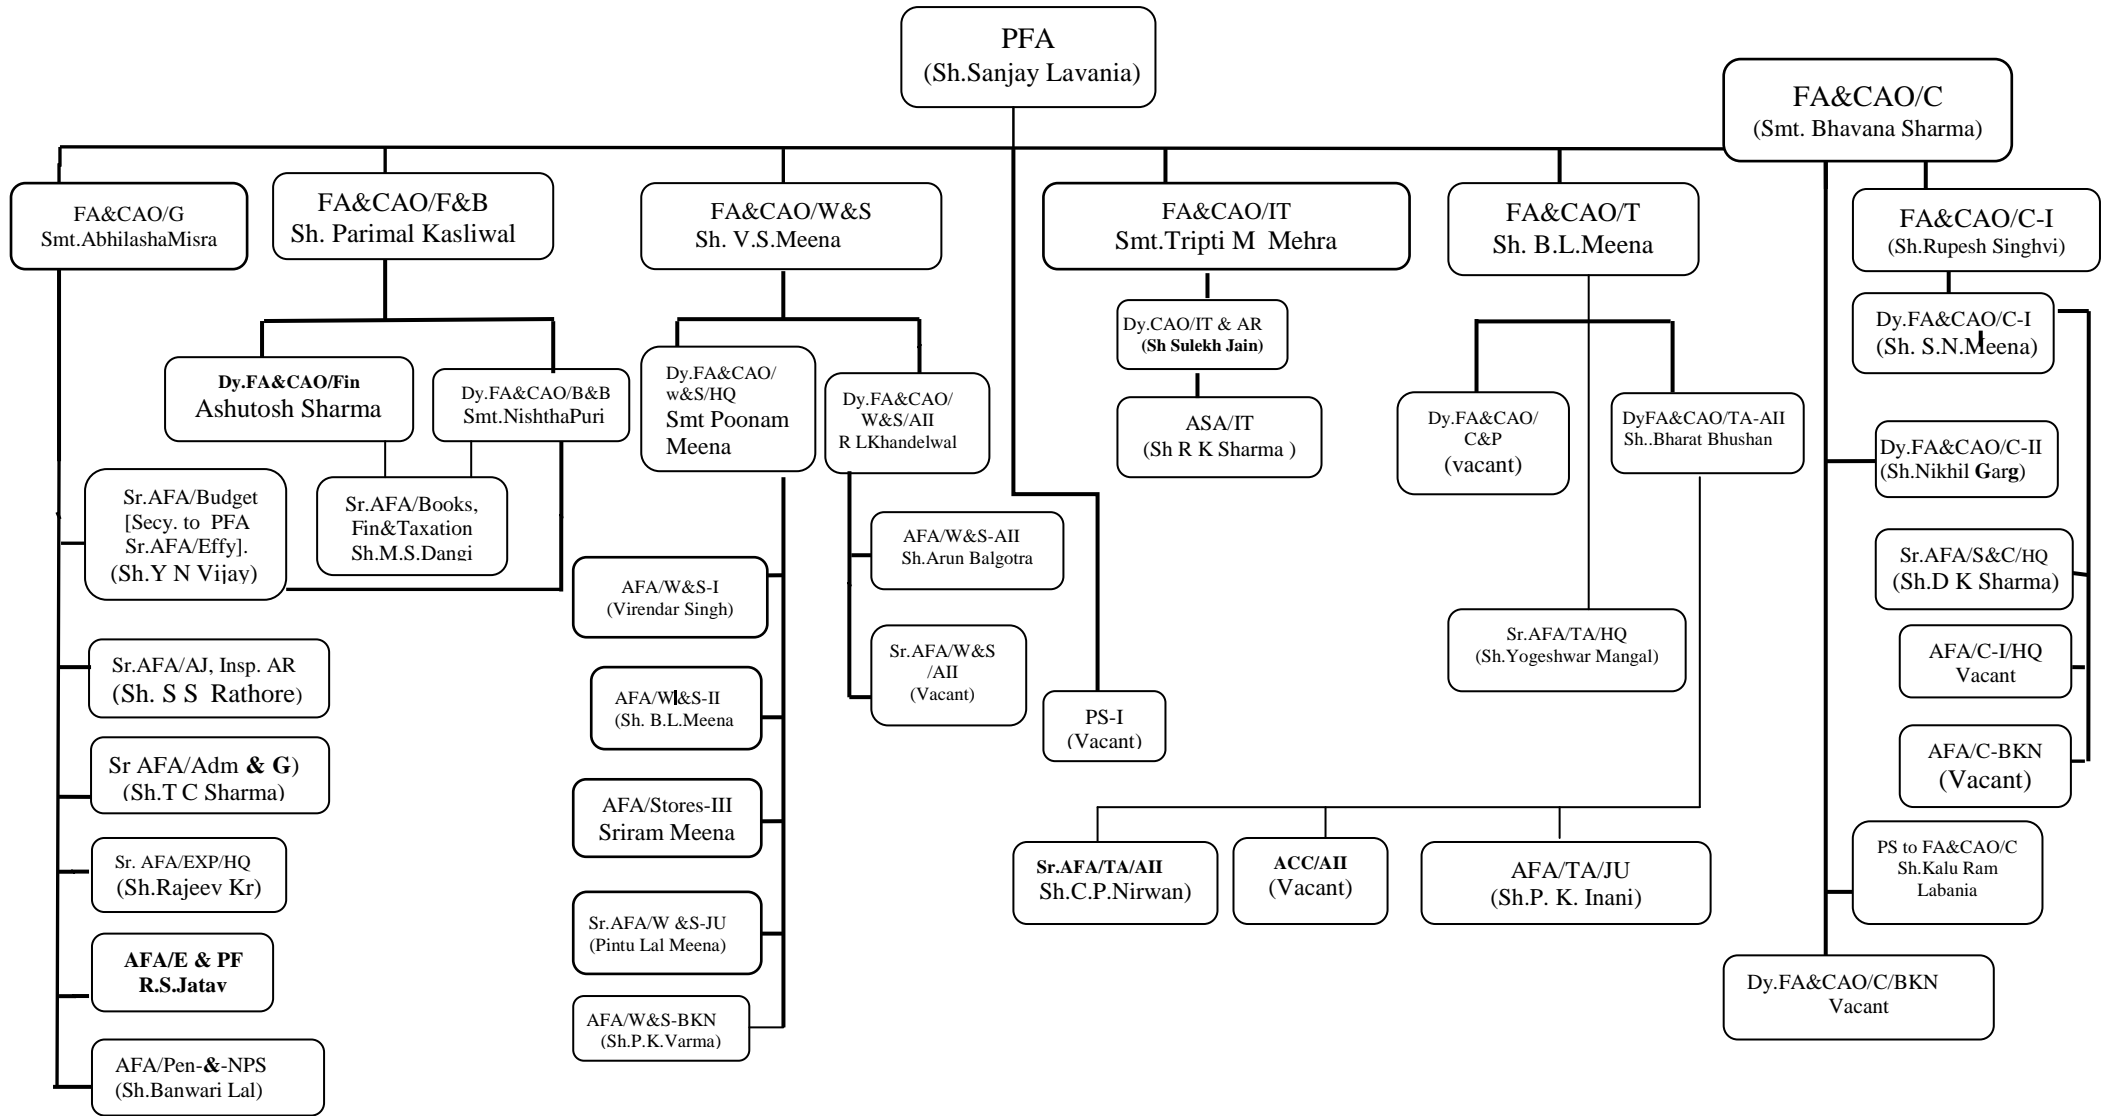 PFA
(Sh.Sanjay Lavania)
FA&CAO/C
(Smt. Bhavana Sharma)
FA&CAO/G
Smt.AbhilashaMisra
FA&CAO/F&B
Sh. Parimal Kasliwal
FA&CAO/W&S
Sh. V.S.Meena
FA&CAO/IT
Smt.Tripti M Mehra
FA&CAO/T
Sh. B.L.Meena
FA&CAO/C-I
(Sh.Rupesh Singhvi)
Dy.FA&CAO/Fin
Ashutosh Sharma
Dy.FA&CAO/B&B
Smt.NishthaPuri
Dy.FA&CAO/
w&S/HQ
Smt Poonam
Meena
Dy.FA&CAO/
W&S/AII
R LKhandelwal
Dy.CAO/IT & AR
(Sh Sulekh Jain)
ASA/IT
(Sh R K Sharma )
Dy.FA&CAO/
C&P
(vacant)
DyFA&CAO/TA-AII
Sh..Bharat Bhushan
Dy.FA&CAO/C-I
(Sh. S.N.Meena)
Dy.FA&CAO/C-II
(Sh.Nikhil Garg)
Sr.AFA/Budget
[Secy. to PFA
Sr.AFA/Effy].
(Sh.Y N Vijay)
Sr.AFA/Books,
Fin&Taxation
Sh.M.S.Dangi
AFA/W&S-I
(Virendar Singh)
AFA/W&S-AII
Sh.Arun Balgotra
Sr.AFA/S&C/HQ
(Sh.D K Sharma)
Sr.AFA/AJ, Insp. AR
(Sh. S S Rathore)
AFA/W&S-II
(Sh. B.L.Meena
Sr.AFA/W&S
/AII
(Vacant)
PS-I
(Vacant)
Sr.AFA/TA/HQ
(Sh.Yogeshwar Mangal)
AFA/C-I/HQ
Vacant
Sr AFA/Adm & G)
(Sh.T C Sharma)
AFA/Stores-III
Sriram Meena
AFA/C-BKN
(Vacant)
Sr. AFA/EXP/HQ
(Sh.Rajeev Kr)
Sr.AFA/W &S-JU
(Pintu Lal Meena)
Sr.AFA/TA/AII
Sh.C.P.Nirwan)
ACC/AII
(Vacant)
AFA/TA/JU
(Sh.P. K. Inani)
PS to FA&CAO/C
Sh.Kalu Ram
Labania
AFA/E & PF
R.S.Jatav
AFA/W&S-BKN
(Sh.P.K.Varma)
Dy.FA&CAO/C/BKN
Vacant
AFA/Pen-&-NPS
(Sh.Banwari Lal)